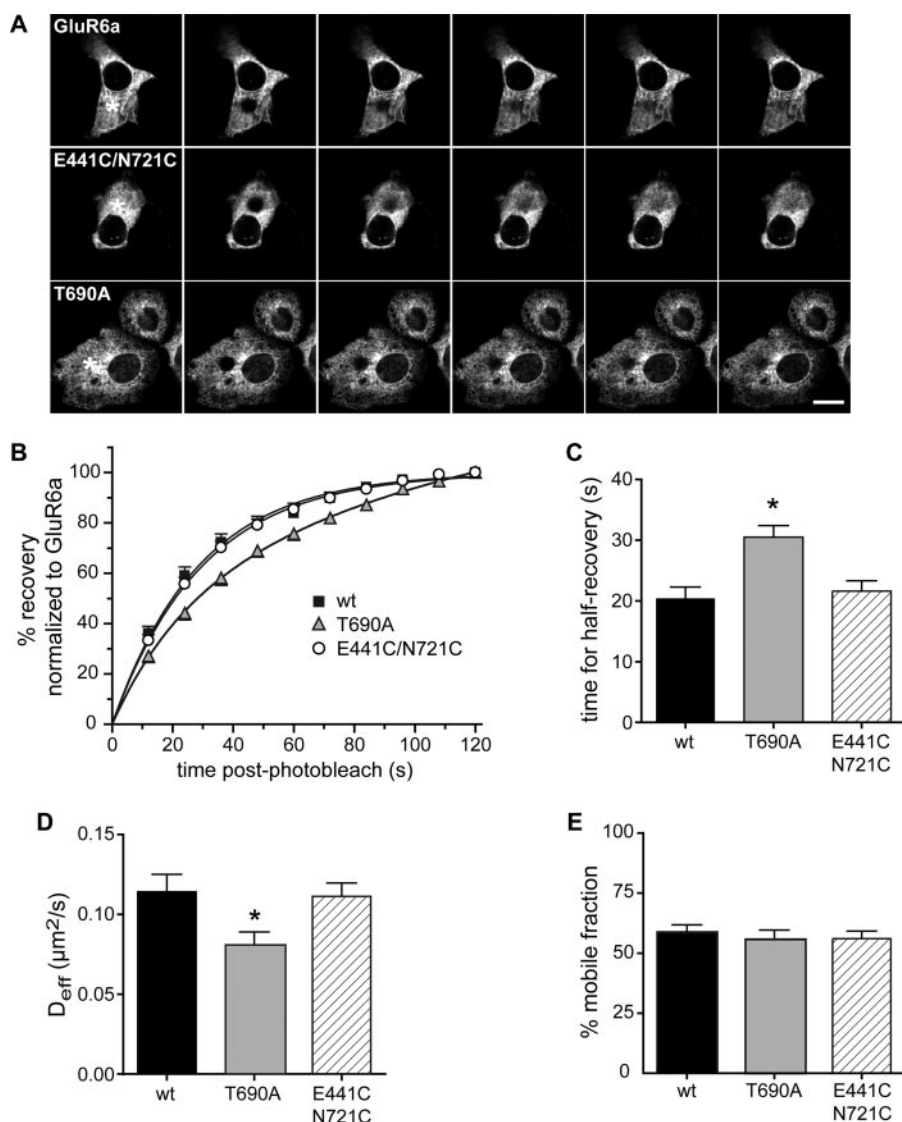 A
GluR6a
E441C/N721C
T690A
B
% recovery
normalized to GluR6a
100
80
60
40
20
0
wt
T690A
E441C/N721C
0 20 40 60 80 100 120
time post-photobleach (s)
C
time for half-recovery (s)
40
30
20
10
0
*
wt T690A E441C
N721C
D
Deff (µm²/s)
0.15
0.10
0.05
0.00
*
wt T690A E441C
N721C
E
% mobile fraction
100
75
50
25
0
wt T690A E441C
N721C